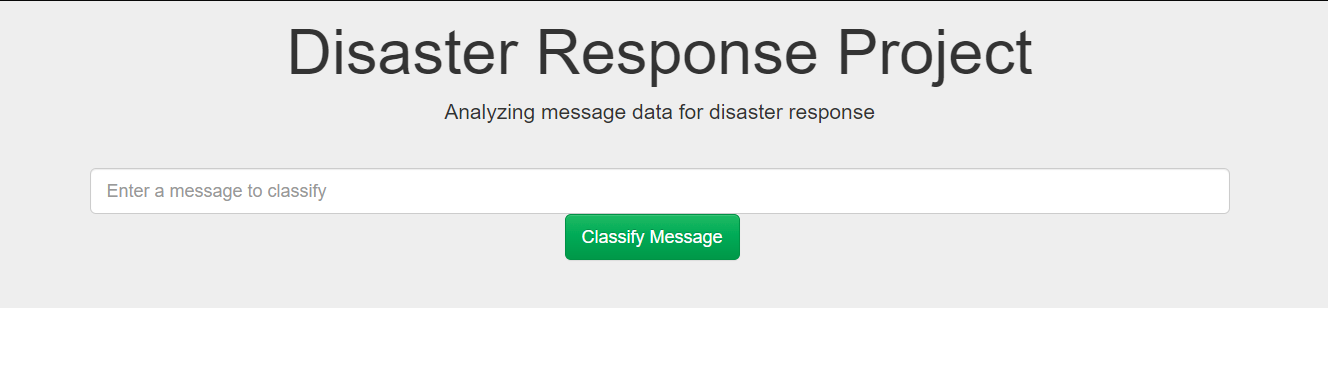 Disaster Response Project
Analyzing message data for disaster response
Enter a message to classify
Classify Message